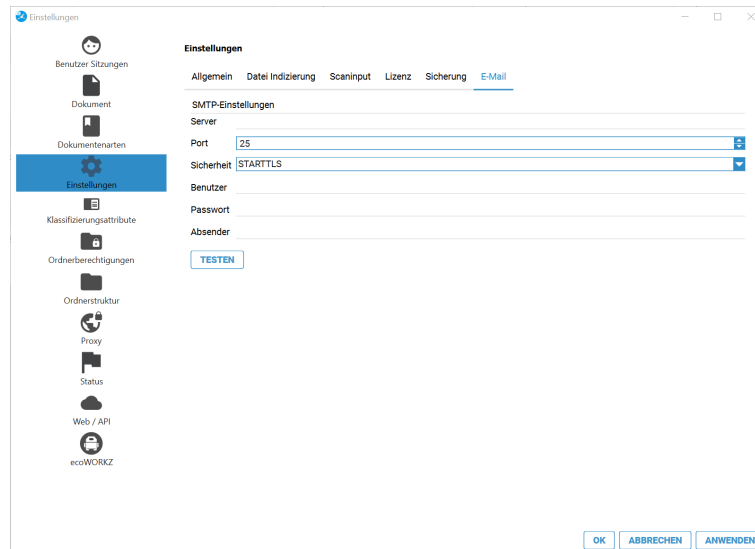 Einstellungen
Benutzer Sitzungen
Dokument
Dokumentenarten
Einstellungen
Klassifizierungsattribute
Ordnerberechtigungen
Ordnerstruktur
Proxy
Status
Web / API
ecoWORKZ
Einstellungen
Allgemein Datei Indizierung Scaninput Lizenz Sicherung E-Mail
SMTP-Einstellungen
Server
Port 25
Sicherheit STARTTLS
Benutzer
Passwort
Absender
TESTEN
OK ABBRECHEN ANWENDEN